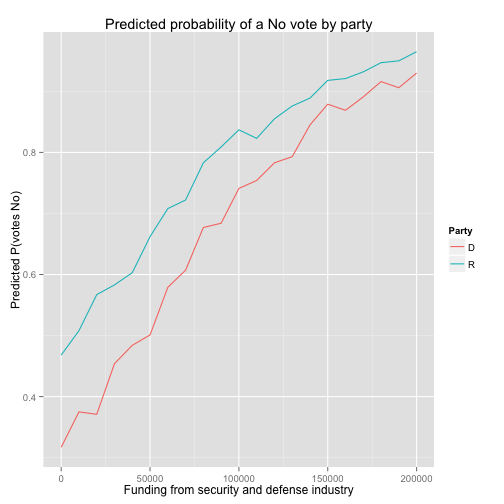 Predicted probability of a No vote by party
Predicted P(votes No)
0.8
0.6
0.4
0
50000
100000
150000
200000
Funding from security and defense industry
Party
D
R